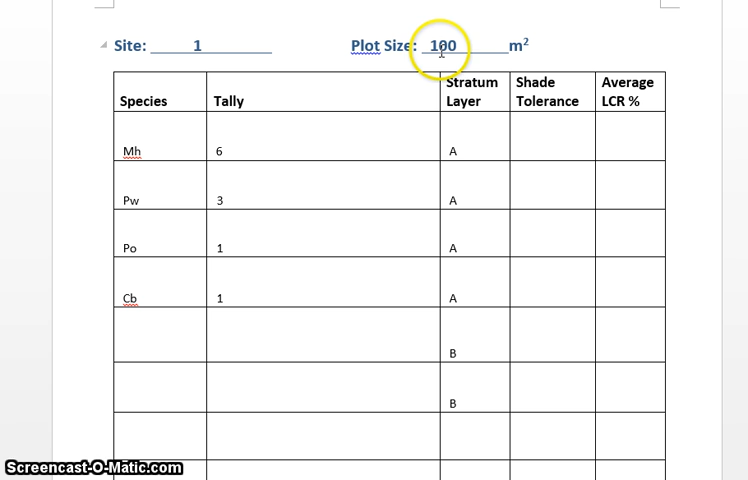 Site: 1 Plot Size: 100 m²
Species Tally Stratum Layer Shade Tolerance Average LCR %
Mh 6 A
Pw 3 A
Po 1 A
Cb 1 A
B
B
Screencast-O-Matic.com